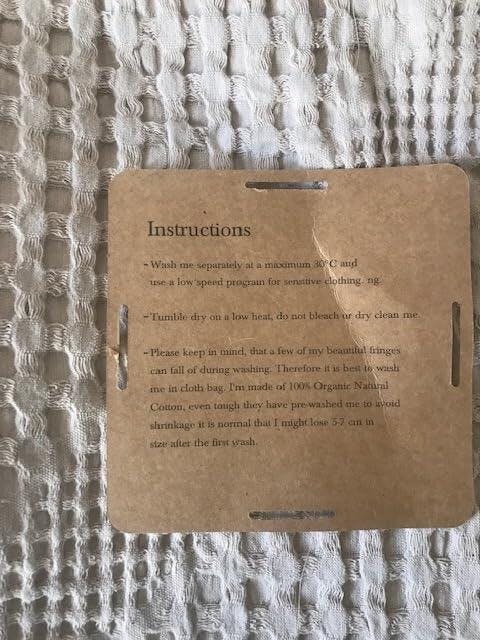 Instructions
- Wash me separately at a maximum 30°C and
use a low speed program for sensitive clothing. ng.
- Tumble dry on a low heat, do not bleach or dry clean me.
- Please keep in mind, that a few of my beautiful fringes
can fall of during washing. Therefore it is best to wash
me in cloth bag. I'm made of 100% Organic Natural
Cotton, even tough they have pre-washed me to avoid
shrinkage it is normal that I might lose 5-7 cm in
size after the first wash.